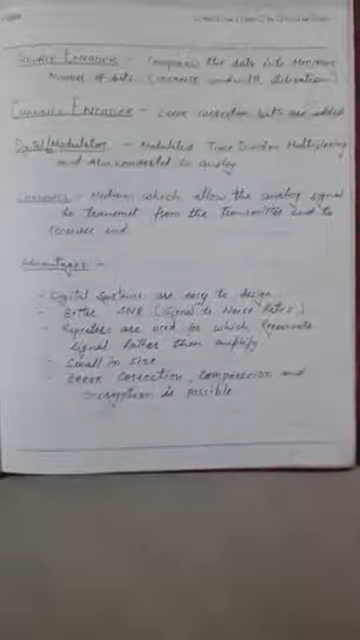 Source Encoder - Compress the data into minimum
Number of bits (increase bandwidth utilization)
Channel Encoder - Error correction bits are added
Digital Modulator - Modulated Time Division Multiplexing
and also converted to analog
- Medium which allow the analog signal
to transmit from the transmitter end to
receiver end
Advantages -
- Digital Systems are easy to design
- Better SNR (Signal to Noise Ratio)
- Repeaters are used for which Regenerate
Signal Rather than amplify
- Small in size
- Error Correction, Compression and
Encryption is possible